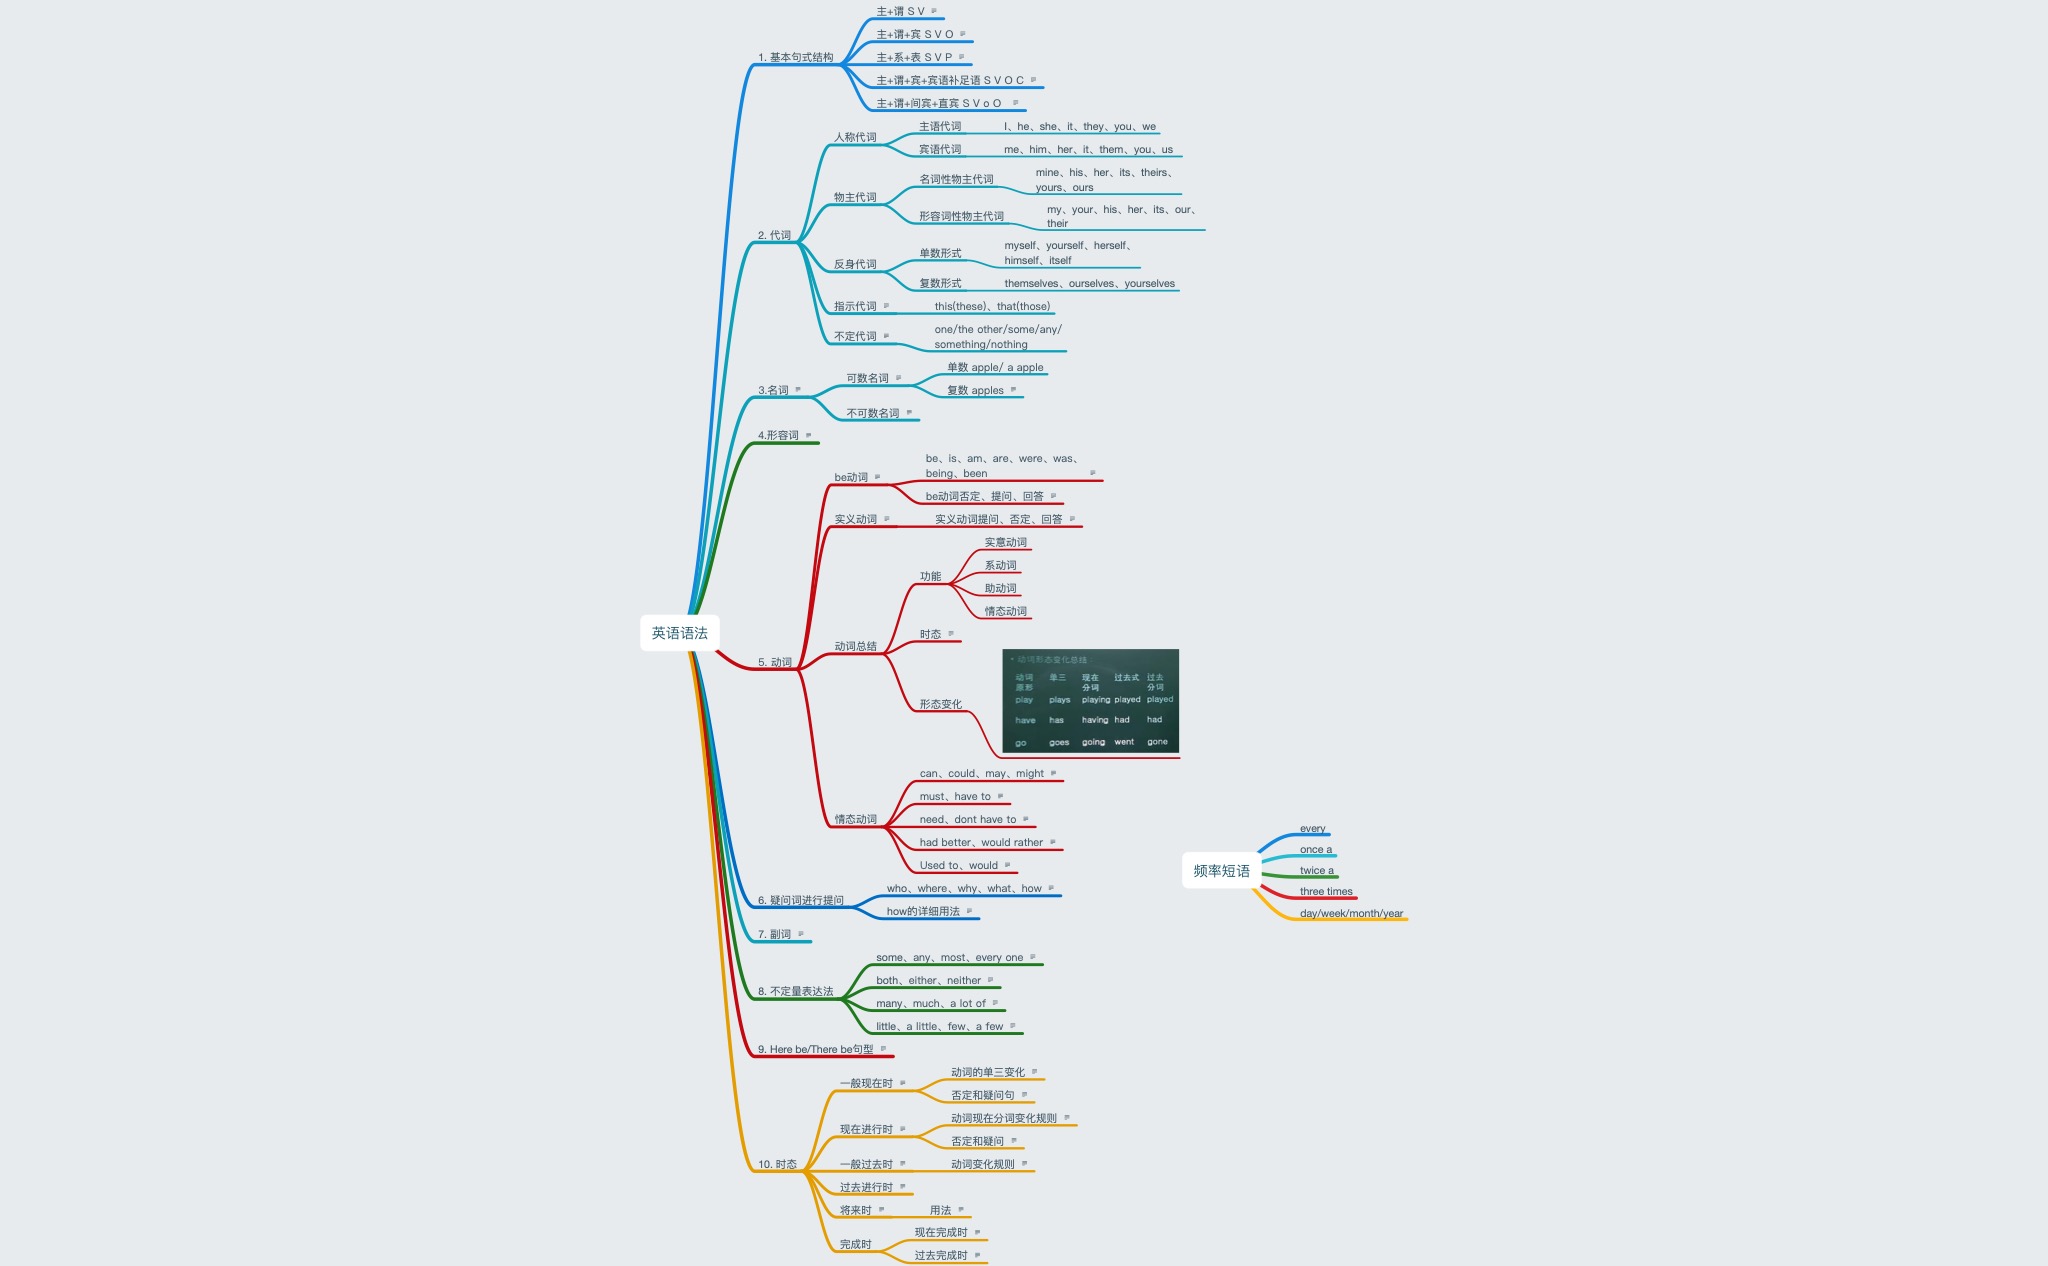 英语语法
1. 基本句式结构
主+谓 S V
主+谓+宾 S V O
主+系+表 S V P
主+谓+宾+宾语补足语 S V O C
主+谓+间宾+直宾 S V o O
2. 代词
人称代词
主语代词
I、he、she、it、they、you、we
宾语代词
me、him、her、it、them、you、us
物主代词
名词性物主代词
mine、his、her、its、theirs、
yours、ours
形容词性物主代词
my、your、his、her、its、our、
their
反身代词
单数形式
myself、yourself、herself、
himself、itself
复数形式
themselves、ourselves、yourselves
指示代词
this(these)、that(those)
不定代词
one/the other/some/any/
something/nothing
3.名词
可数名词
单数 apple/ a apple
复数 apples
不可数名词
4.形容词
5. 动词
be动词
be、is、am、are、were、was、
being、been
be动词否定、提问、回答
实义动词
实义动词提问、否定、回答
动词总结
功能
实意动词
系动词
助动词
情态动词
时态
形态变化
• 动词形态变化总结
动词 单三 现在 过去式 过去
原形 分词 分词
play plays playing played played
have has having had had
go goes going went gone
情态动词
can、could、may、might
must、have to
need、dont have to
had better、would rather
Used to、would
6. 疑问词进行提问
who、where、why、what、how
how的详细用法
7. 副词
8. 不定量表达法
some、any、most、every one
both、either、neither
many、much、a lot of
little、a little、few、a few
9. Here be/There be句型
10. 时态
一般现在时
动词的单三变化
否定和疑问句
现在进行时
动词现在分词变化规则
否定和疑问
一般过去时
动词变化规则
过去进行时
将来时
用法
完成时
现在完成时
过去完成时
频率短语
every
once a
twice a
three times
day/week/month/year